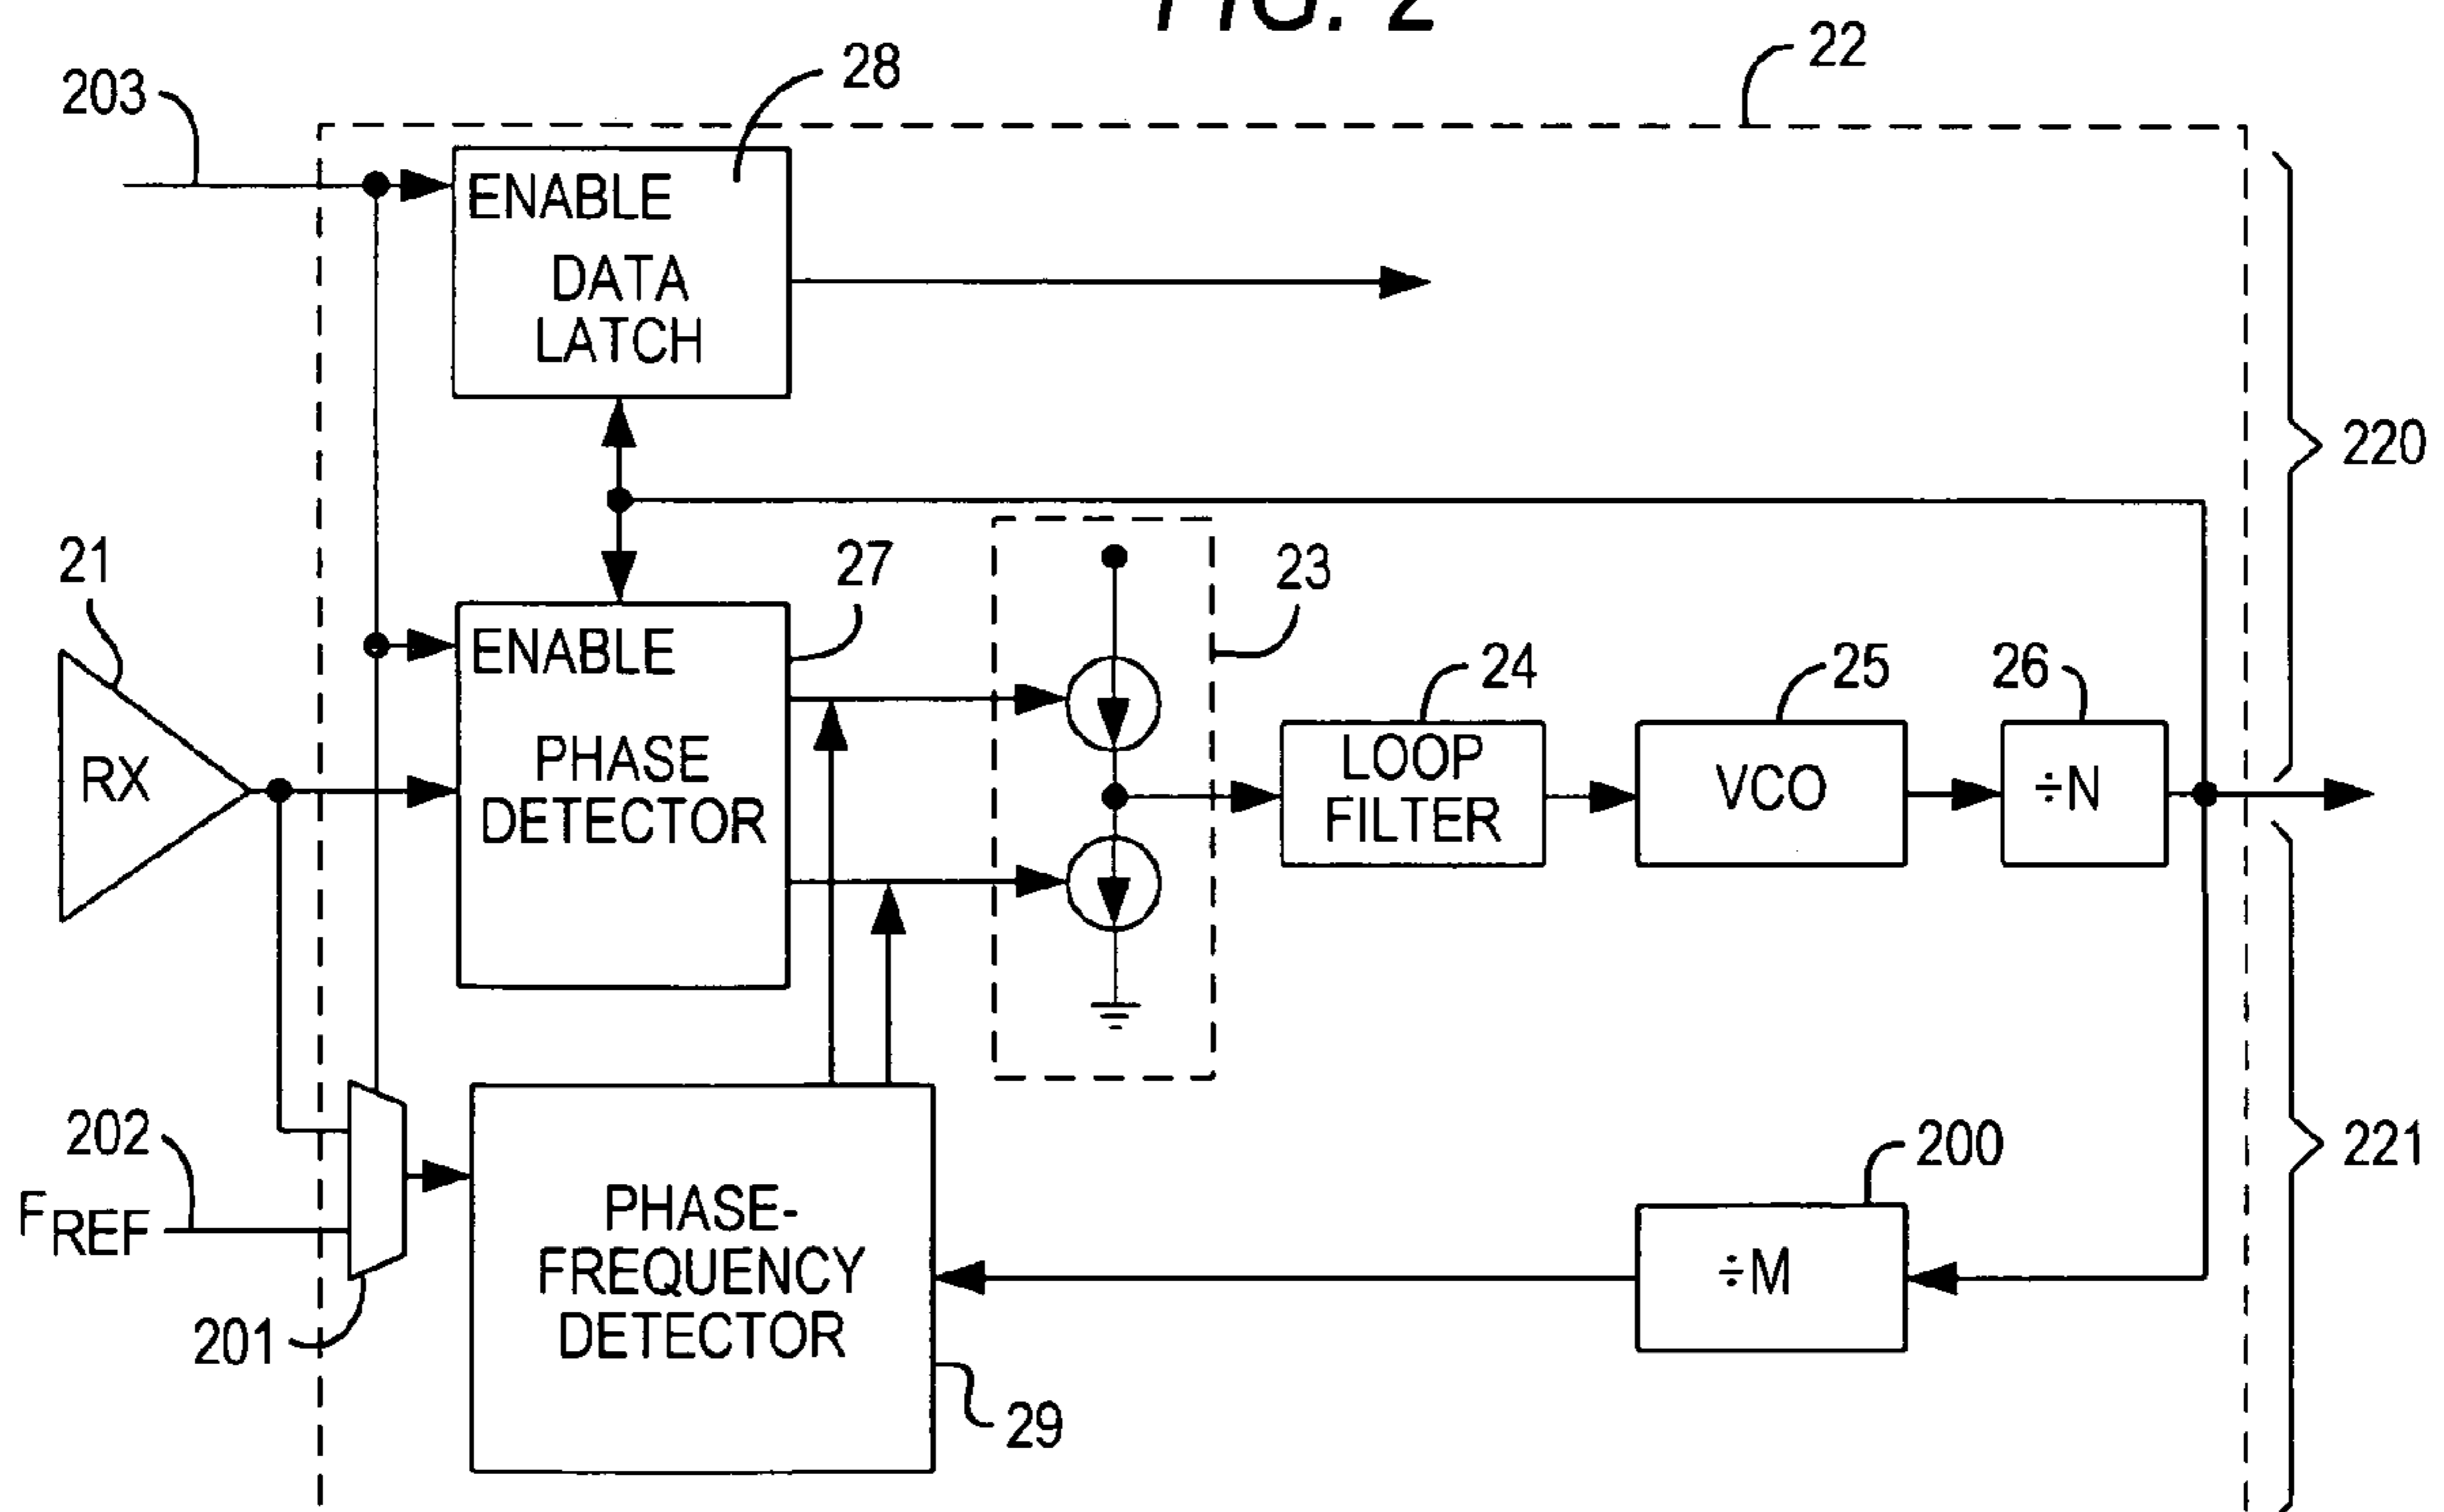 FIG. 2
22
28
203
ENABLE
DATA
LATCH
220
21
27
23
ENABLE
24
25
26
RX
PHASE
DETECTOR
LOOP
FILTER
VCO
÷N
202
FREF
200
221
PHASE-
FREQUENCY
DETECTOR
÷M
201
29